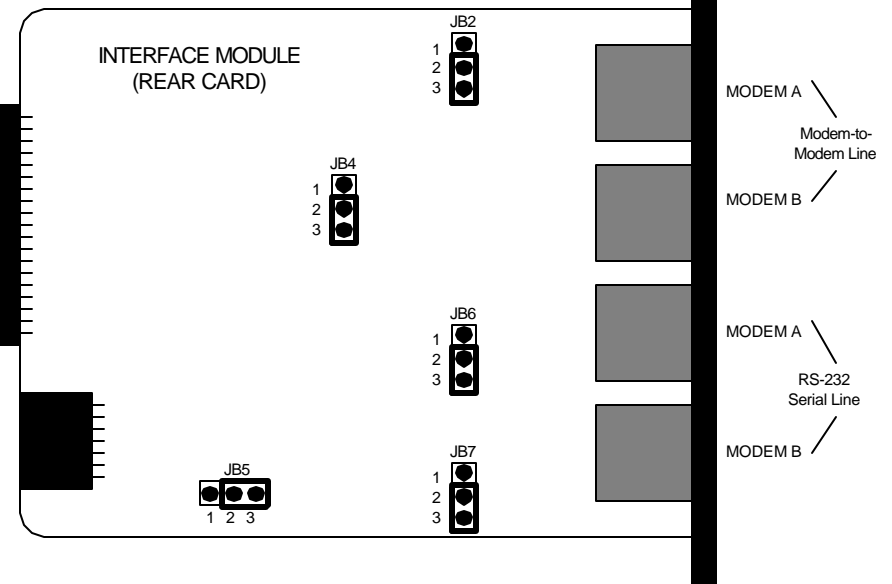 INTERFACE MODULE
(REAR CARD)
JB2
1
2
3
MODEM A
Modem-to-
Modem Line
MODEM B
JB4
1
2
3
JB6
1
2
3
MODEM A
RS-232
Serial Line
MODEM B
JB7
1
2
3
JB5
1 2 3